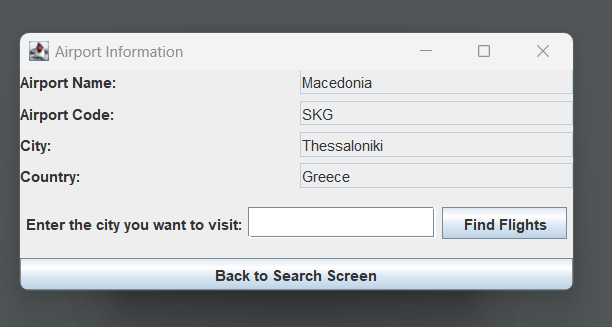 Airport Information
Airport Name: Macedonia
Airport Code: SKG
City: Thessaloniki
Country: Greece
Enter the city you want to visit: Find Flights
Back to Search Screen